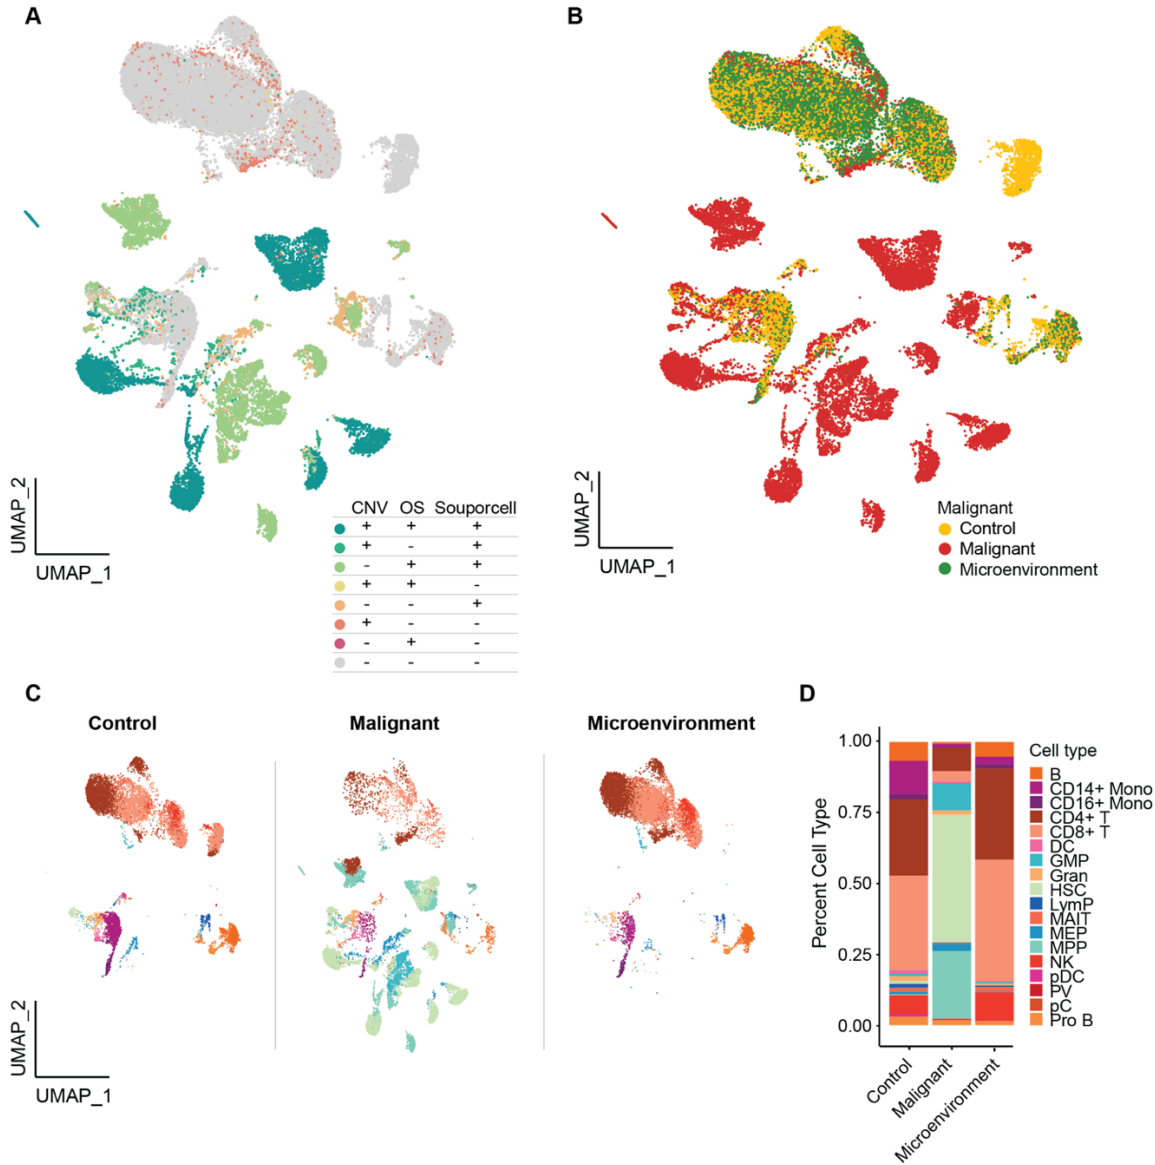 A
B
UMAP_2
UMAP_1
CNV OS Souporcell
+ + +
+ - +
- + +
+ + -
- - +
+ - -
- + -
- - -
UMAP_2
UMAP_1
Malignant
Control
Malignant
Microenvironment
C
D
Control
Malignant
Microenvironment
UMAP_2
UMAP_1
Percent Cell Type
1.00
0.75
0.50
0.25
0.00
Control
Malignant
Microenvironment
Cell type
B
CD14+ Mono
CD16+ Mono
CD4+ T
CD8+ T
DC
GMP
Gran
HSC
LymP
MAIT
MEP
MPP
NK
pDC
PV
pC
Pro B